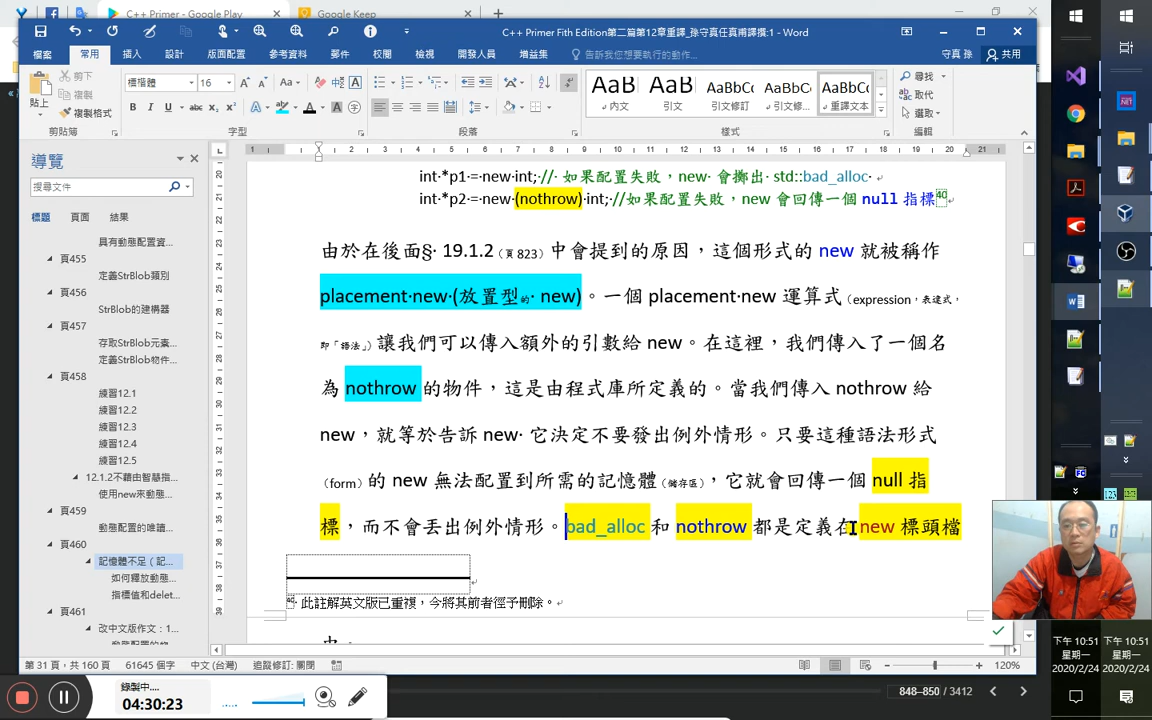 C++ Primer - Google Play
Google Keep
C++ Primer Fith Edition第二篇第12章重譯_孫守真任真甫譯撰:1 - Word
檔案 常用 插入 設計 版面配置 參考資料 郵件 校閱 檢視 開發人員 增益集 告訴我您想要執行的動作... 守真 孫 共用
貼上
剪下
複製
複製格式
標楷體 16
剪貼簿 字型 段落 樣式 編輯
內文 引文 引文修訂 引文修... 重譯文本
尋找
取代
選取
導覽
搜尋文件
標題 頁面 結果
具有動態配置資...
頁455
定義StrBlob類別
頁456
StrBlob的建構器
頁457
存取StrBlob元素...
定義StrBlob物件...
頁458
練習12.1
練習12.2
練習12.3
練習12.4
練習12.5
12.1.2不藉由智慧指...
使用new來動態...
頁459
動態配置的唯讀...
頁460
記憶體不足（記...
如何釋放動態...
指標值和delet...
頁461
改中文版作文：1...
int *p1 = new int; // 如果配置失敗，new 會擲出 std::bad_alloc
int *p2 = new (nothrow) int; //如果配置失敗，new 會回傳一個 null 指標40
由於在後面§ 19.1.2（頁 823）中會提到的原因，這個形式的 new 就被稱作
placement new (放置型的 new)。一個 placement new 運算式（expression，表達式，
即「語法」）讓我們可以傳入額外的引數給 new。在這裡，我們傳入了一個名
為 nothrow 的物件，這是由程式庫所定義的。當我們傳入 nothrow 給
new，就等於告訴 new 它決定不要發出例外情形。只要這種語法形式
（form）的 new 無法配置到所需的記憶體（儲存區），它就會回傳一個 null 指
標，而不會丟出例外情形。bad_alloc 和 nothrow 都是定義在 new 標頭檔
40 此註解英文版已重複，今將其前者徑予刪除。
中
第 31 頁，共 160 頁 61645 個字 中文 (台灣) 追蹤修訂: 關閉 120%
錄製中....
04:30:23
848–850 / 3412
下午 10:51
星期一
2020/2/24
下午 10:51
星期一
2020/2/24